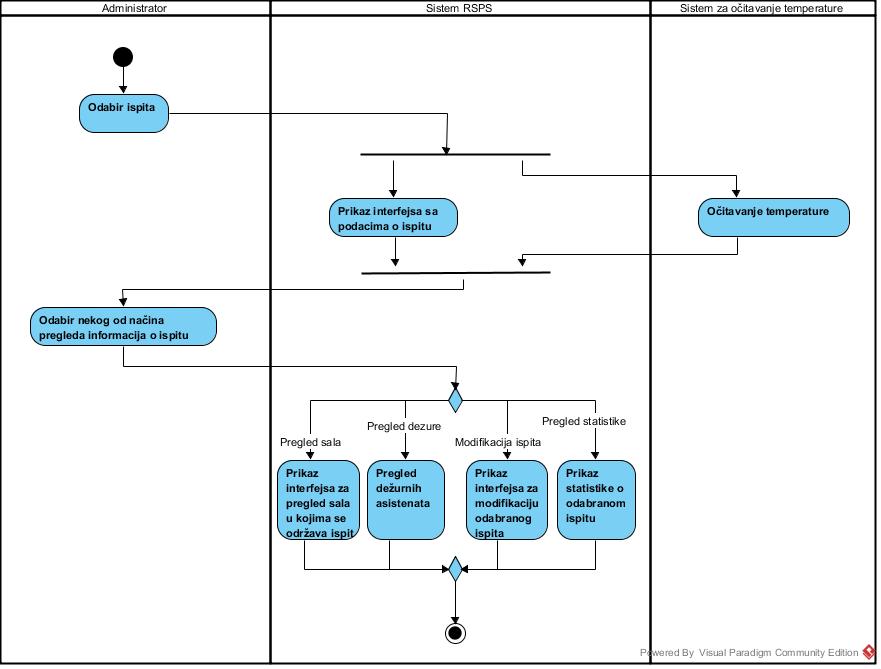 Administrator
Sistem RSPS
Sistem za očitavanje temperature
Odabir ispita
Prikaz interfejsa sa
podacima o ispitu
Očitavanje temperature
Odabir nekog od načina
pregleda informacija o ispitu
Pregled sala
Pregled dezure
Modifikacija ispita
Pregled statistike
Prikaz
interfejsa za
pregled sala
u kojima se
održava ispit
Pregled
dežurnih
asistenata
Prikaz
interfejsa za
modifikaciju
odabranog
ispita
Prikaz
statistike o
odabranom
ispitu
Powered By Visual Paradigm Community Edition